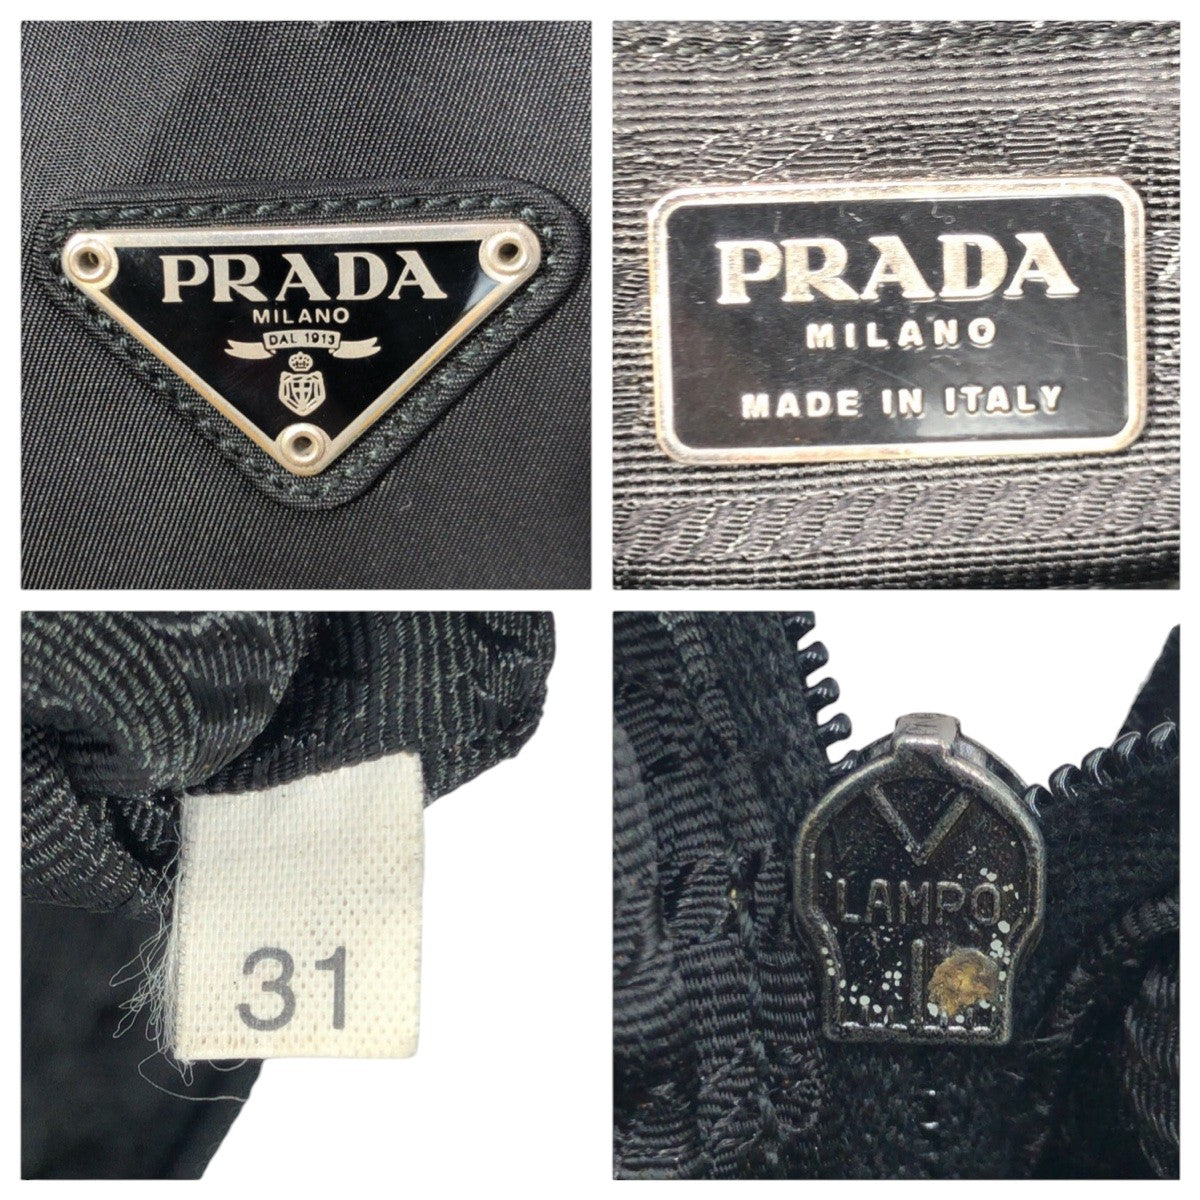 PRADA
MILANO
DAL 1913
PRADA
MILANO
MADE IN ITALY
31
LAMPO